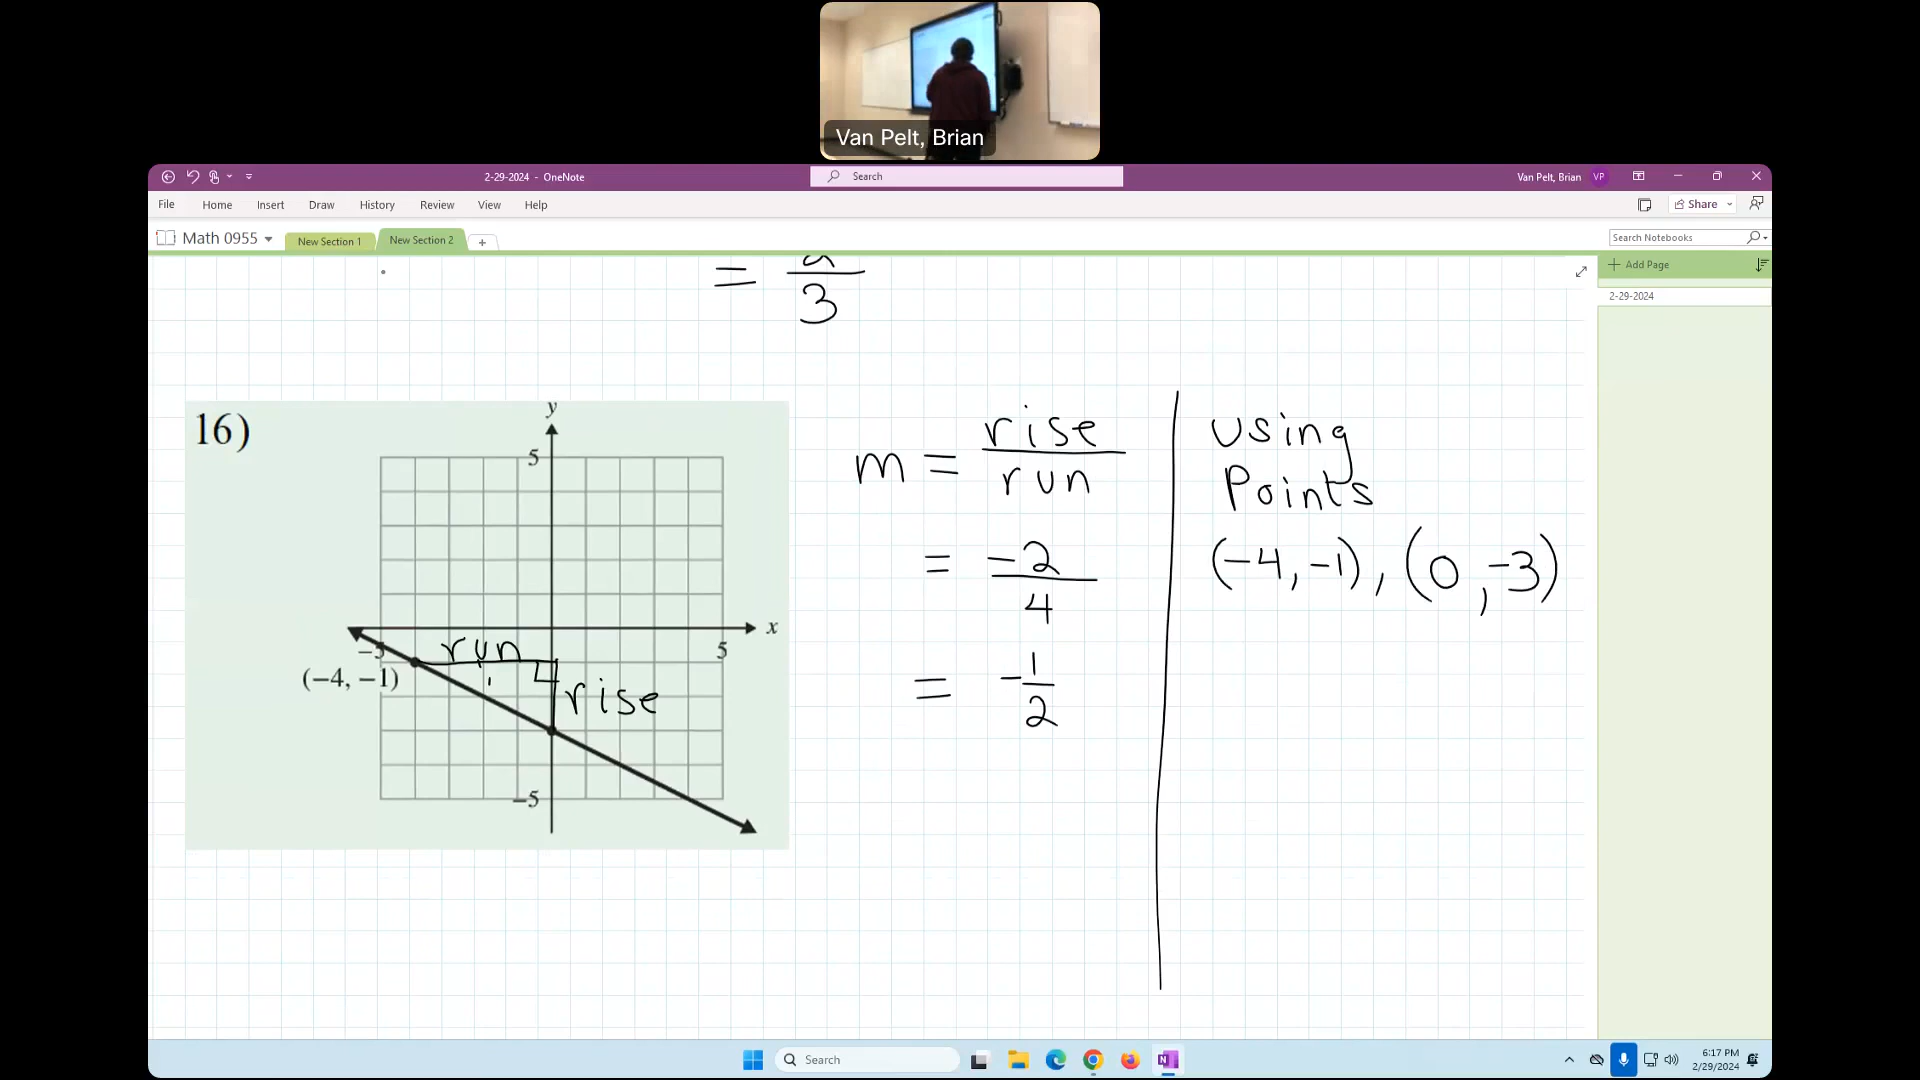 Van Pelt, Brian
2-29-2024 - OneNote
Search
Van Pelt, Brian VP
File Home Insert Draw History Review View Help
Share
Math 0955
New Section 1
New Section 2
+
Search Notebooks
Add Page
2-29-2024
=
3
16)
y
5
x
-5
5
(-4, -1)
-5
run
rise
m = rise
run
= -2
4
= -1
2
Using
Points
(-4, -1), (0, -3)
Search
6:17 PM
2/29/2024